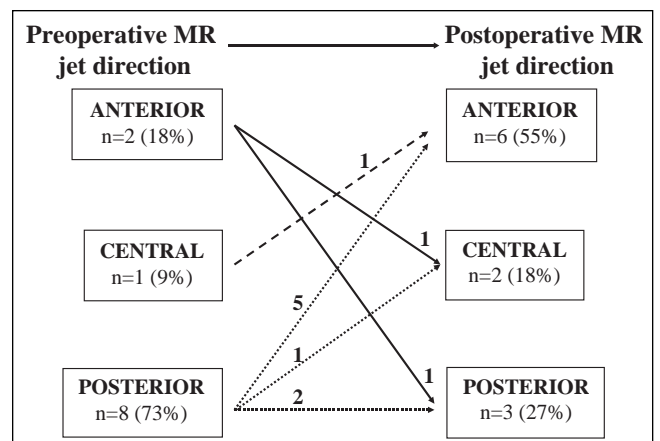 Preoperative MR
jet direction
Postoperative MR
jet direction
ANTERIOR
n=2 (18%)
ANTERIOR
n=6 (55%)
1
CENTRAL
n=1 (9%)
1
CENTRAL
n=2 (18%)
5
1
POSTERIOR
n=8 (73%)
2
1
POSTERIOR
n=3 (27%)